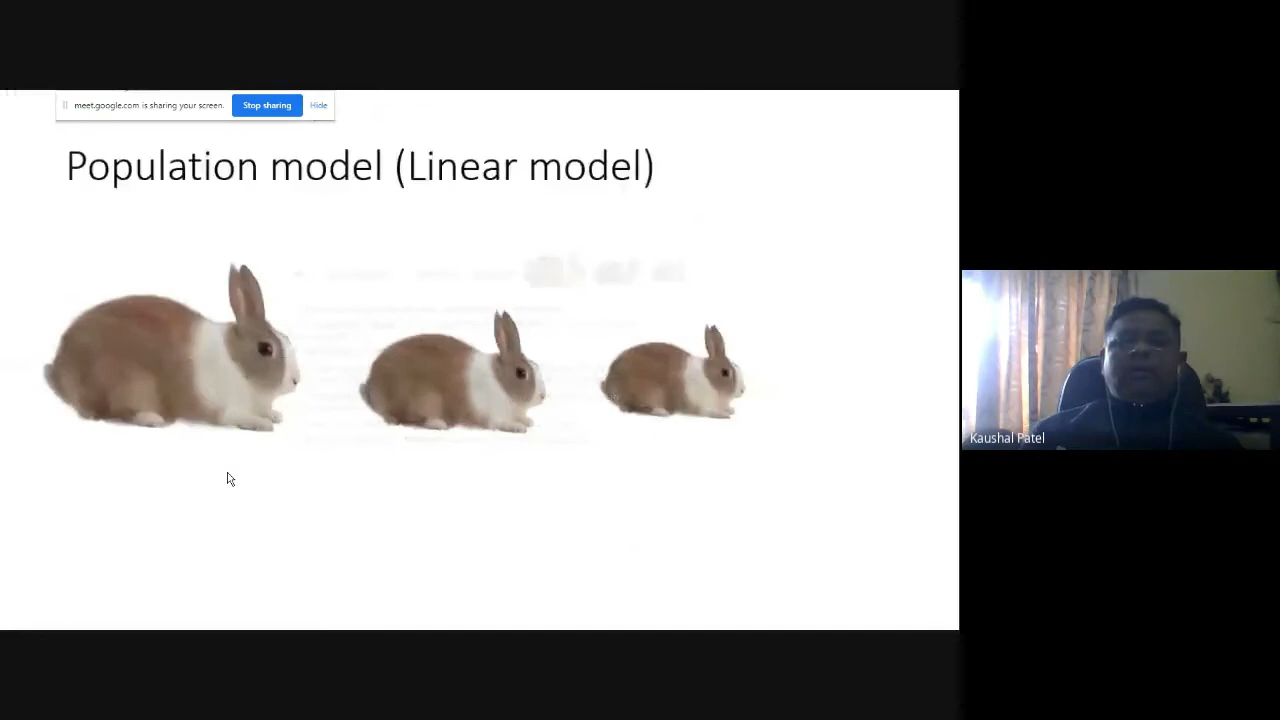 meet.google.com is sharing your screen. Stop sharing Hide
Population model (Linear model)
Kaushal Patel